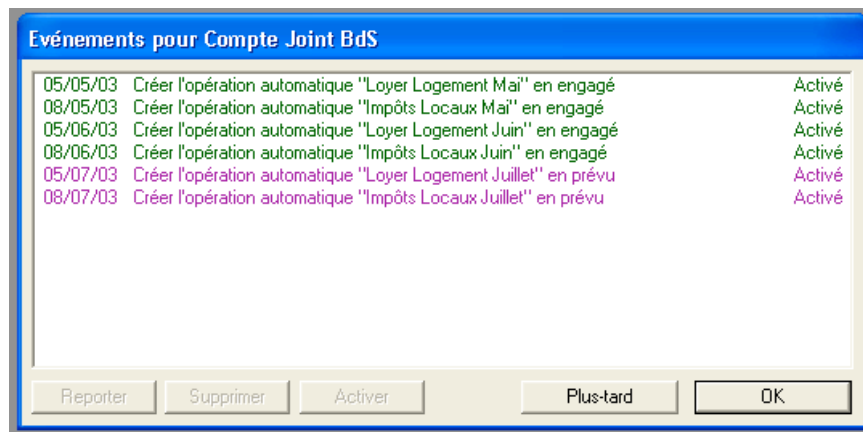 Evénements pour Compte Joint BdS
05/05/03 Créer l'opération automatique "Loyer Logement Mai" en engagé Activé
08/05/03 Créer l'opération automatique "Impôts Locaux Mai" en engagé Activé
05/06/03 Créer l'opération automatique "Loyer Logement Juin" en engagé Activé
08/06/03 Créer l'opération automatique "Impôts Locaux Juin" en engagé Activé
05/07/03 Créer l'opération automatique "Loyer Logement Juillet" en prévu Activé
08/07/03 Créer l'opération automatique "Impôts Locaux Juillet" en prévu Activé
Reporter Supprimer Activer Plus-tard OK